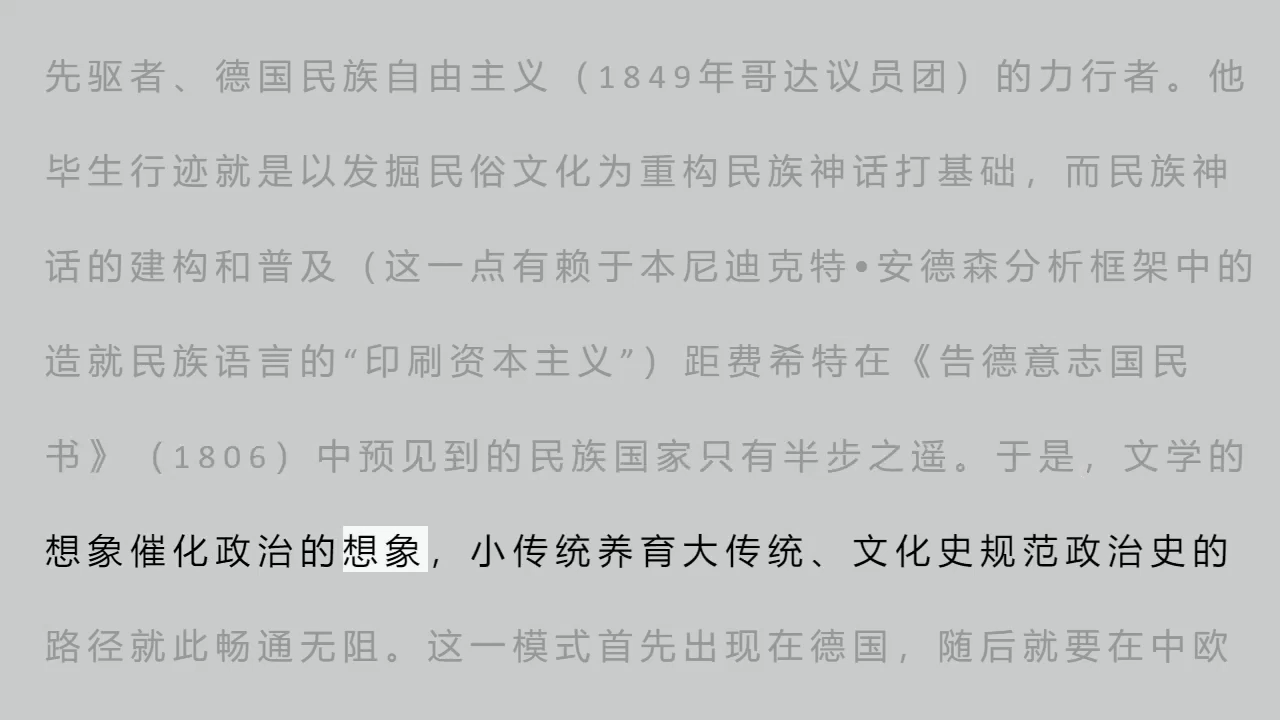 先驱者、德国民族自由主义（1849年哥达议员团）的力行者。他
毕生行迹就是以发掘民俗文化为重构民族神话打基础，而民族神
话的建构和普及（这一点有赖于本尼迪克特•安德森分析框架中的
造就民族语言的“印刷资本主义”）距费希特在《告德意志国民
书》（1806）中预见到的民族国家只有半步之遥。于是，文学的
想象催化政治的想象，小传统养育大传统、文化史规范政治史的
路径就此畅通无阻。这一模式首先出现在德国，随后就要在中欧